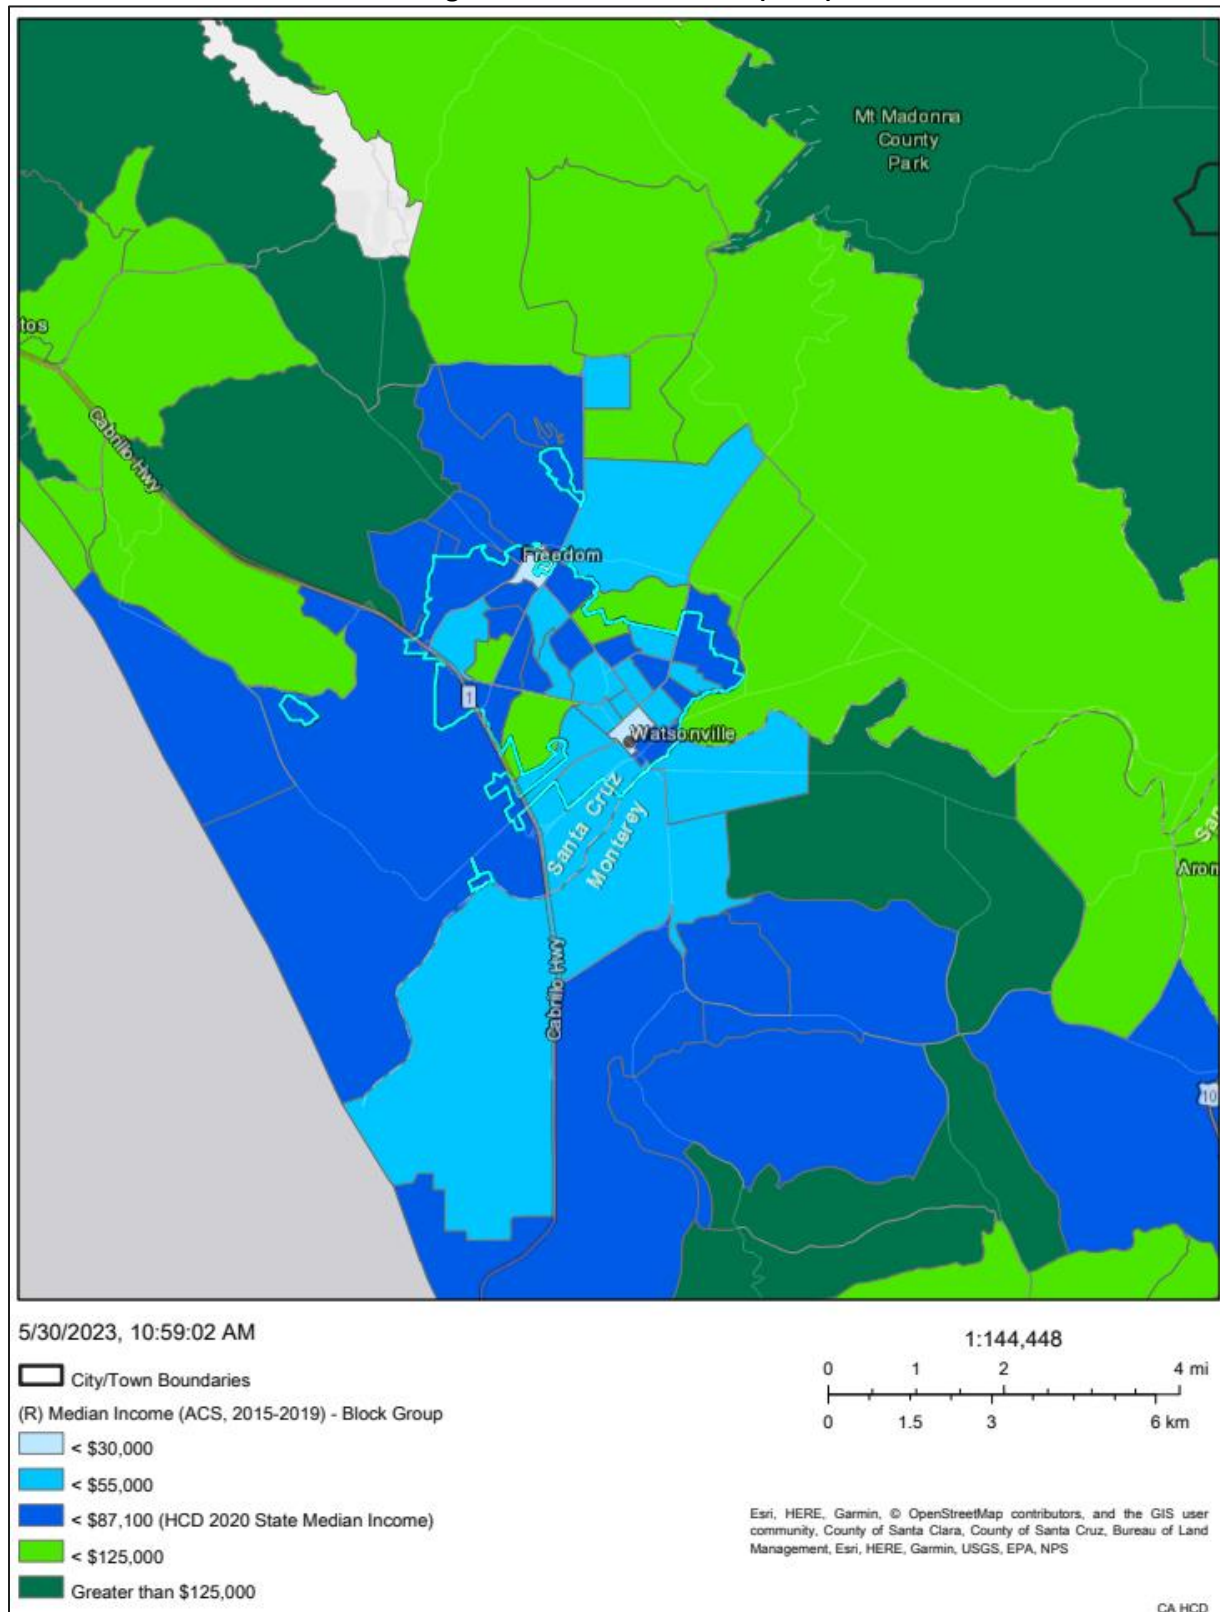 Mt Madonna
County
Park
tos
Cabrillo Hwy
Freedom
1
Watsonville
Santa Cruz
Monterey
San
Arom
Cabrillo Hwy
10
5/30/2023, 10:59:02 AM
1:144,448
City/Town Boundaries
0 1 2 4 mi
0 1.5 3 6 km
(R) Median Income (ACS, 2015-2019) - Block Group
< $30,000
< $55,000
< $87,100 (HCD 2020 State Median Income)
< $125,000
Greater than $125,000
Esri, HERE, Garmin, © OpenStreetMap contributors, and the GIS user
community, County of Santa Clara, County of Santa Cruz, Bureau of Land
Management, Esri, HERE, Garmin, USGS, EPA, NPS
CA HCD